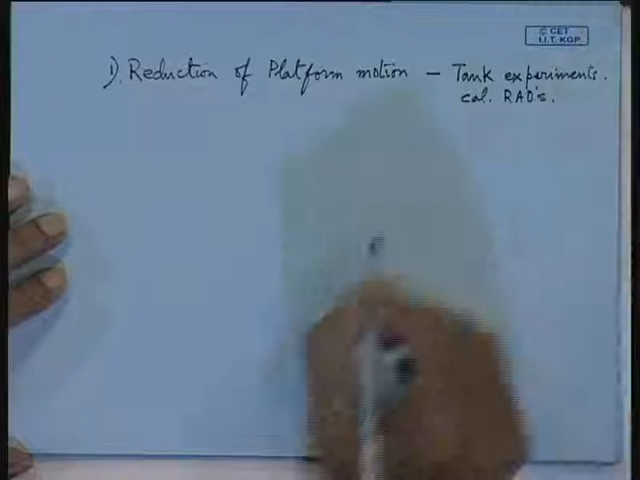 © CET
I.I.T. KGP
1). Reduction of Platform motion – Tank experiments.
cal. RAO's.